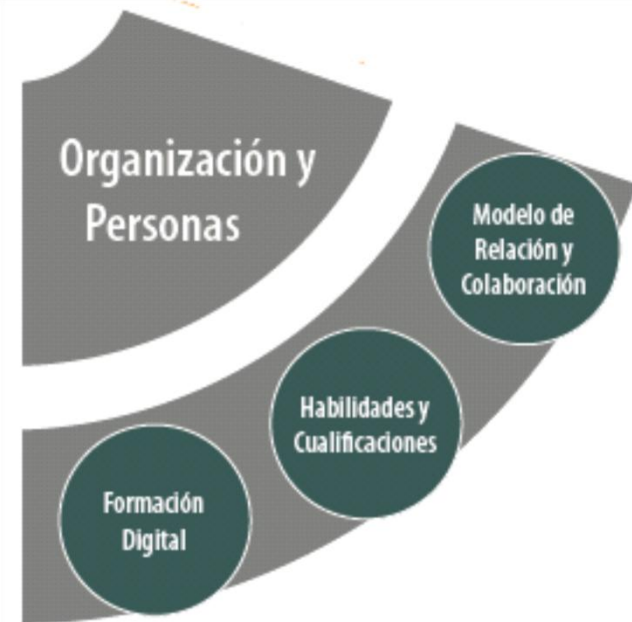 Organización y
Personas
Modelo de
Relación y
Colaboración
Habilidades y
Cualificaciones
Formación
Digital